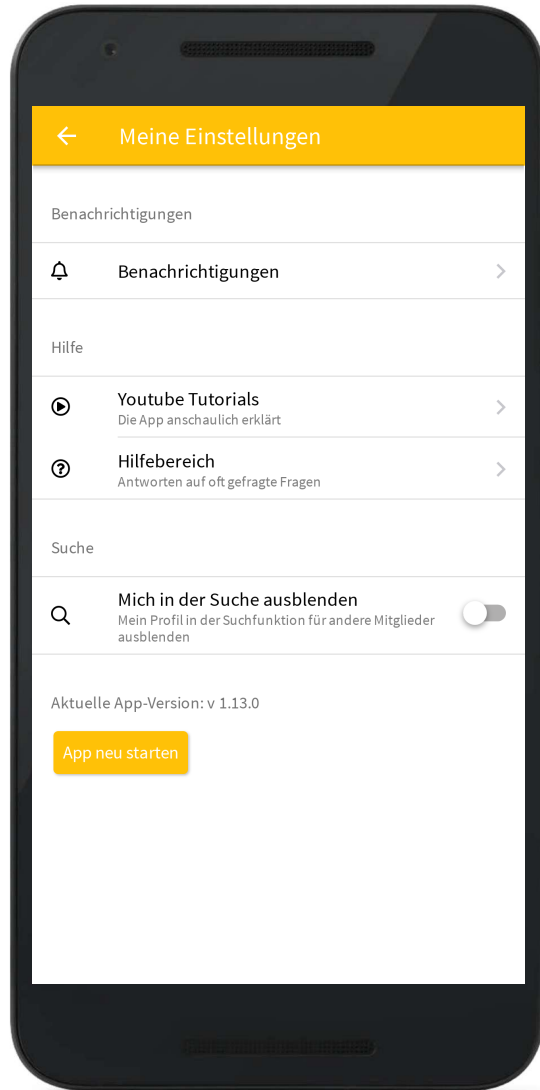 Meine Einstellungen
Benachrichtigungen
Benachrichtigungen
Hilfe
Youtube Tutorials
Die App anschaulich erklärt
Hilfebereich
Antworten auf oft gefragte Fragen
Suche
Mich in der Suche ausblenden
Mein Profil in der Suchfunktion für andere Mitglieder
ausblenden
Aktuelle App-Version: v 1.13.0
App neu starten